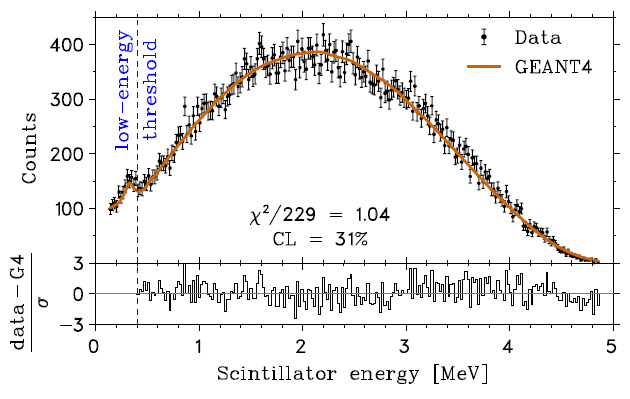 400
300
200
100
Counts
low-energy
threshold
Data
GEANT4
χ²/229 = 1.04
CL = 31%
data-G4
σ
3
0
-3
0 1 2 3 4 5
Scintillator energy [MeV]